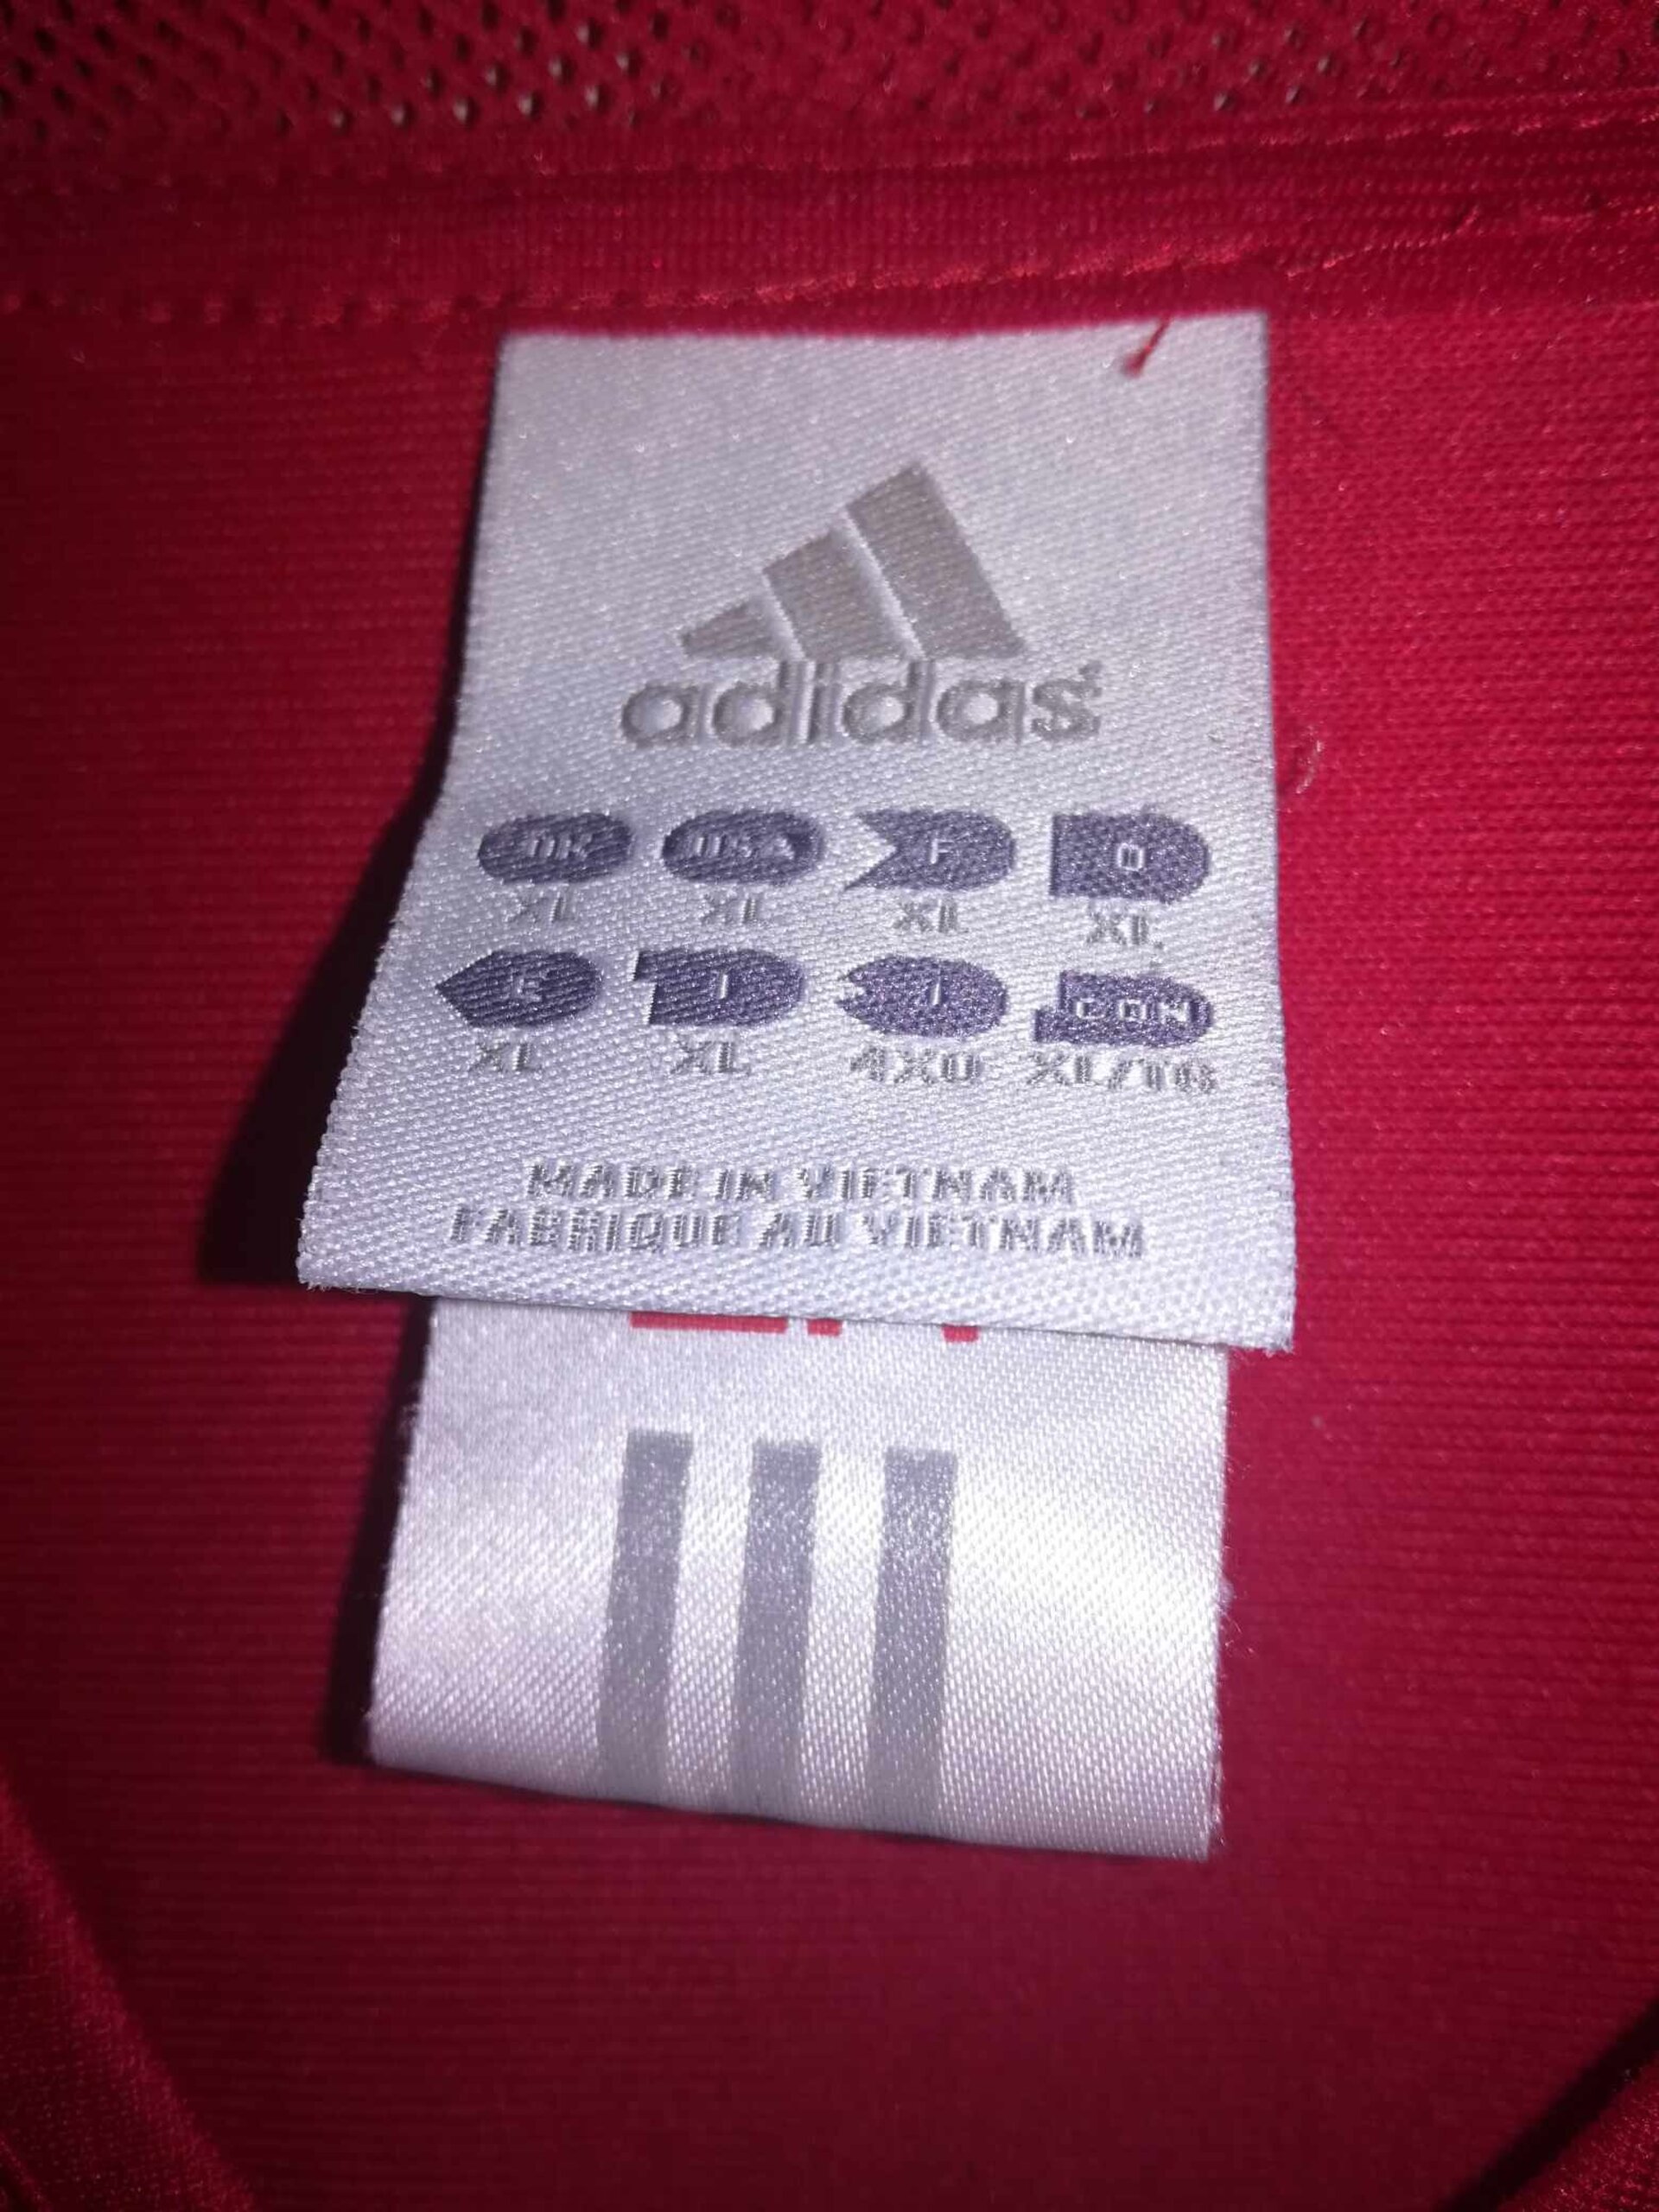 adidas
UK USA F D
XL XL XL XL
E I J CDN
XL XL 4XO XL/TG
MADE IN VIETNAM
FABRIQUE AU VIETNAM